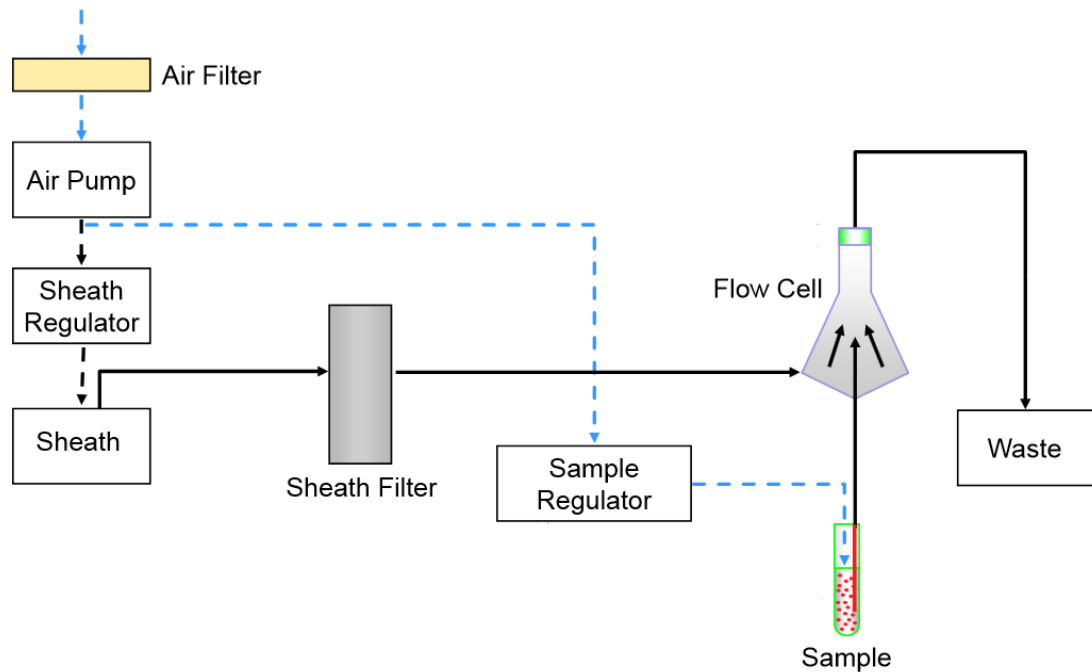 Air Filter
Air Pump
Sheath
Regulator
Flow Cell
Sheath
Sheath Filter
Sample
Regulator
Waste
Sample